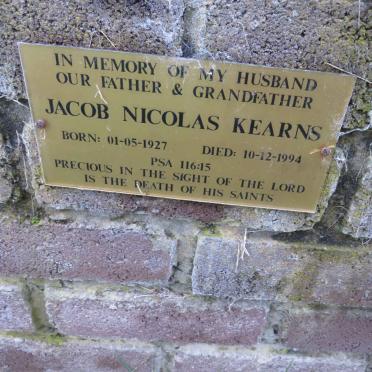 IN MEMORY OF MY HUSBAND
OUR FATHER & GRANDFATHER
JACOB NICOLAS KEARNS
BORN: 01-05-1927 DIED: 10-12-1994
PSA 116:15
PRECIOUS IN THE SIGHT OF THE LORD
IS THE DEATH OF HIS SAINTS